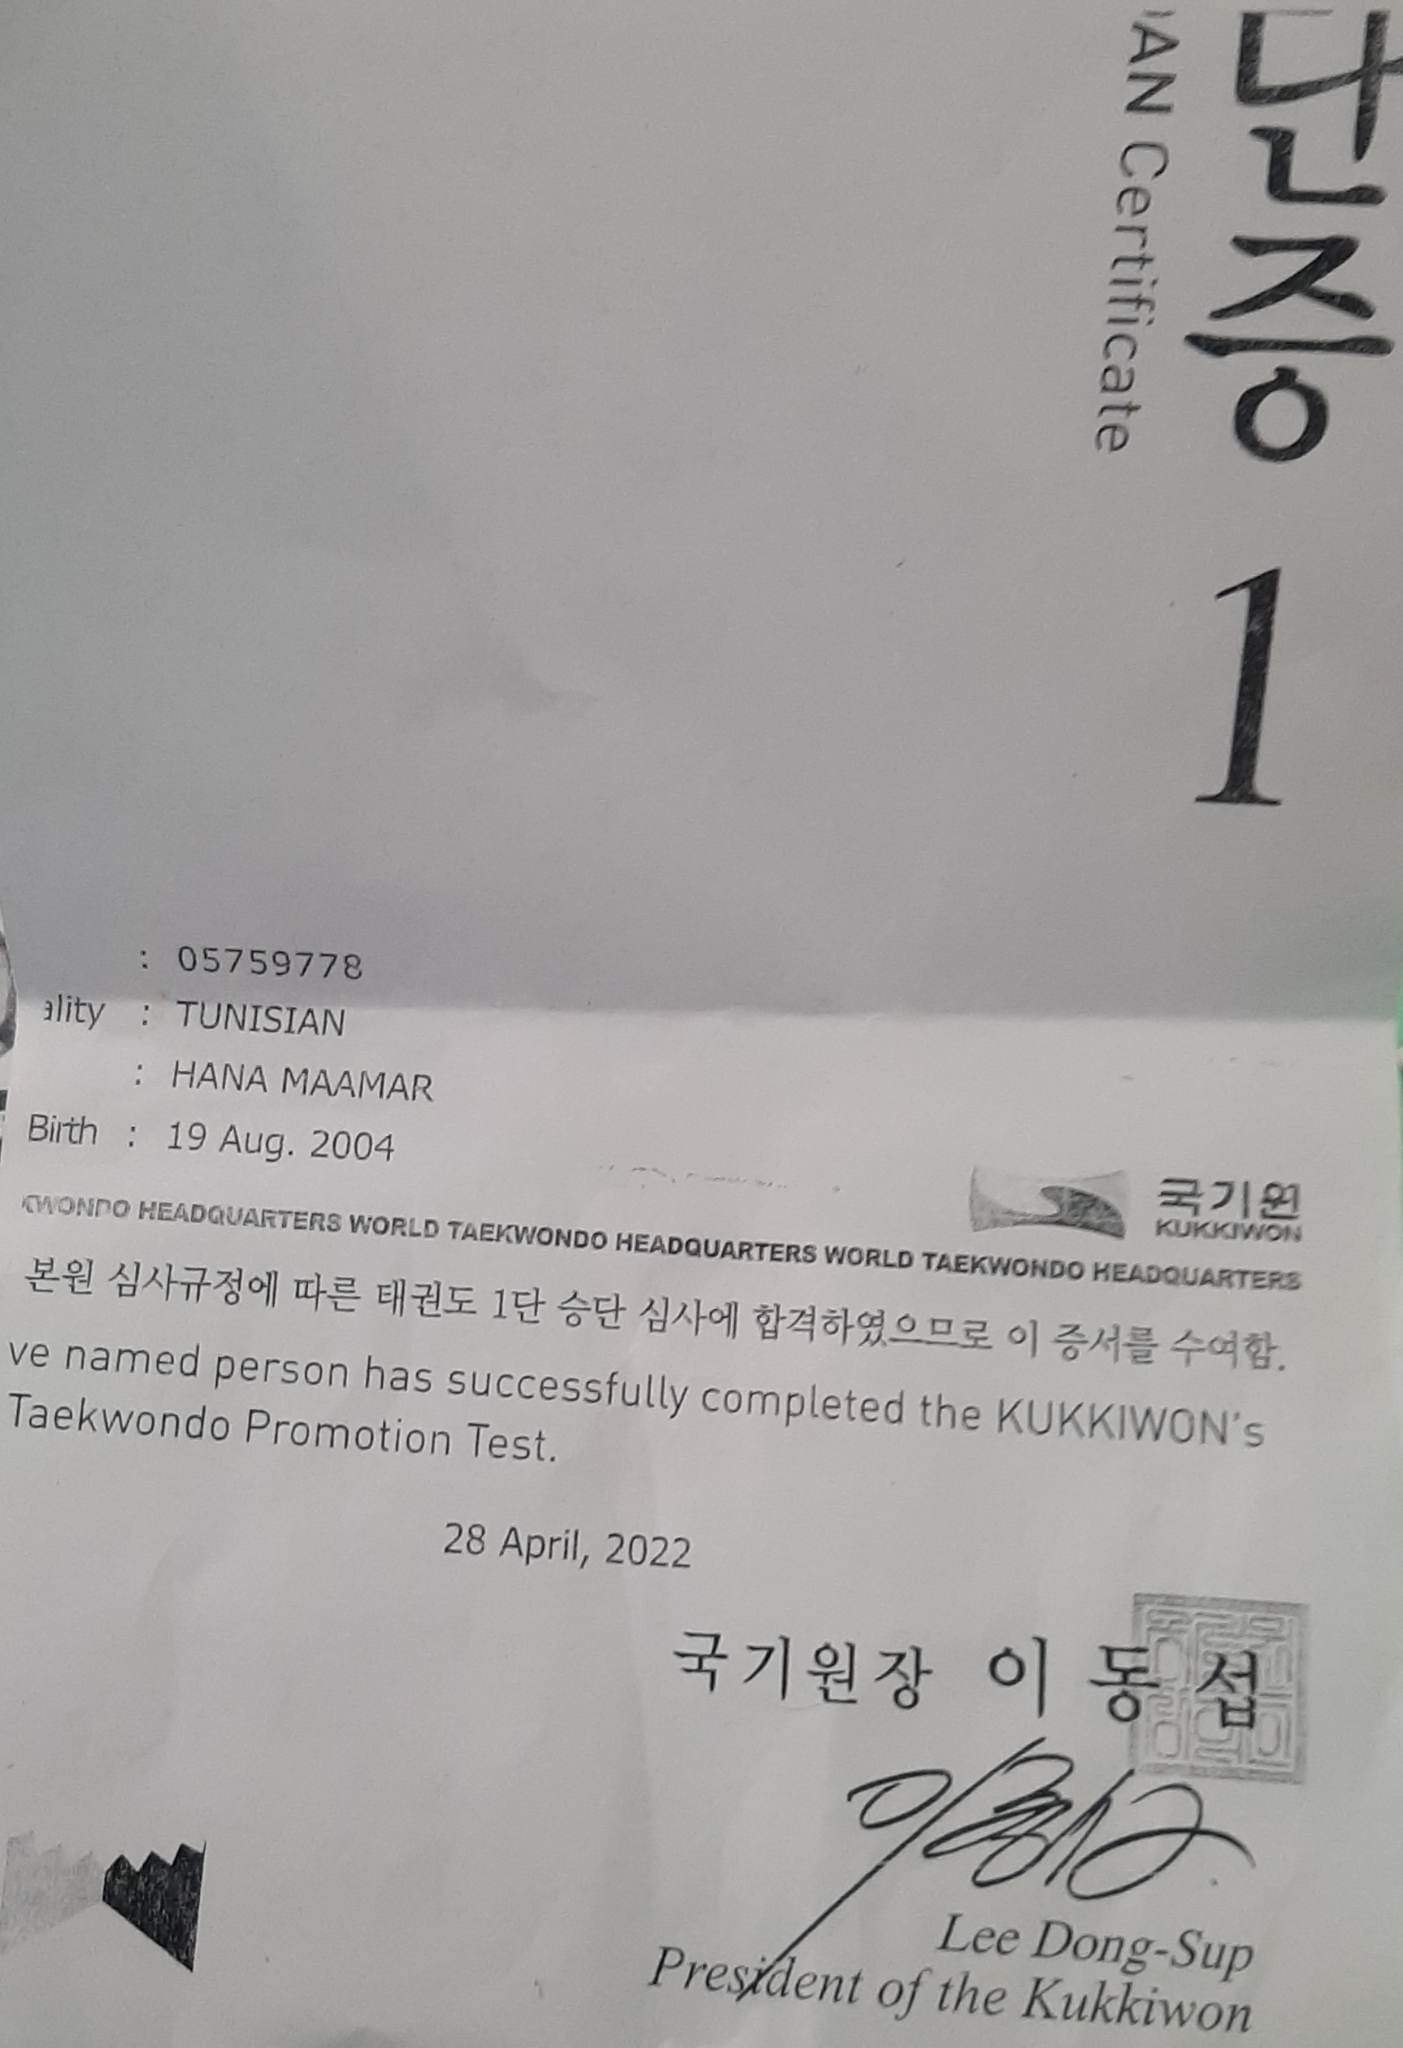 단증
AN Certificate
1
: 05759778
ality : TUNISIAN
: HANA MAAMAR
Birth : 19 Aug. 2004
국기원
KUKKIWON
KWONDO HEADQUARTERS WORLD TAEKWONDO HEADQUARTERS WORLD TAEKWONDO HEADQUARTERS
본원 심사규정에 따른 태권도 1단 승단 심사에 합격하였으므로 이 증서를 수여함.
ve named person has successfully completed the KUKKIWON's
Taekwondo Promotion Test.
28 April, 2022
국기원장 이동섭
Lee Dong-Sup
President of the Kukkiwon